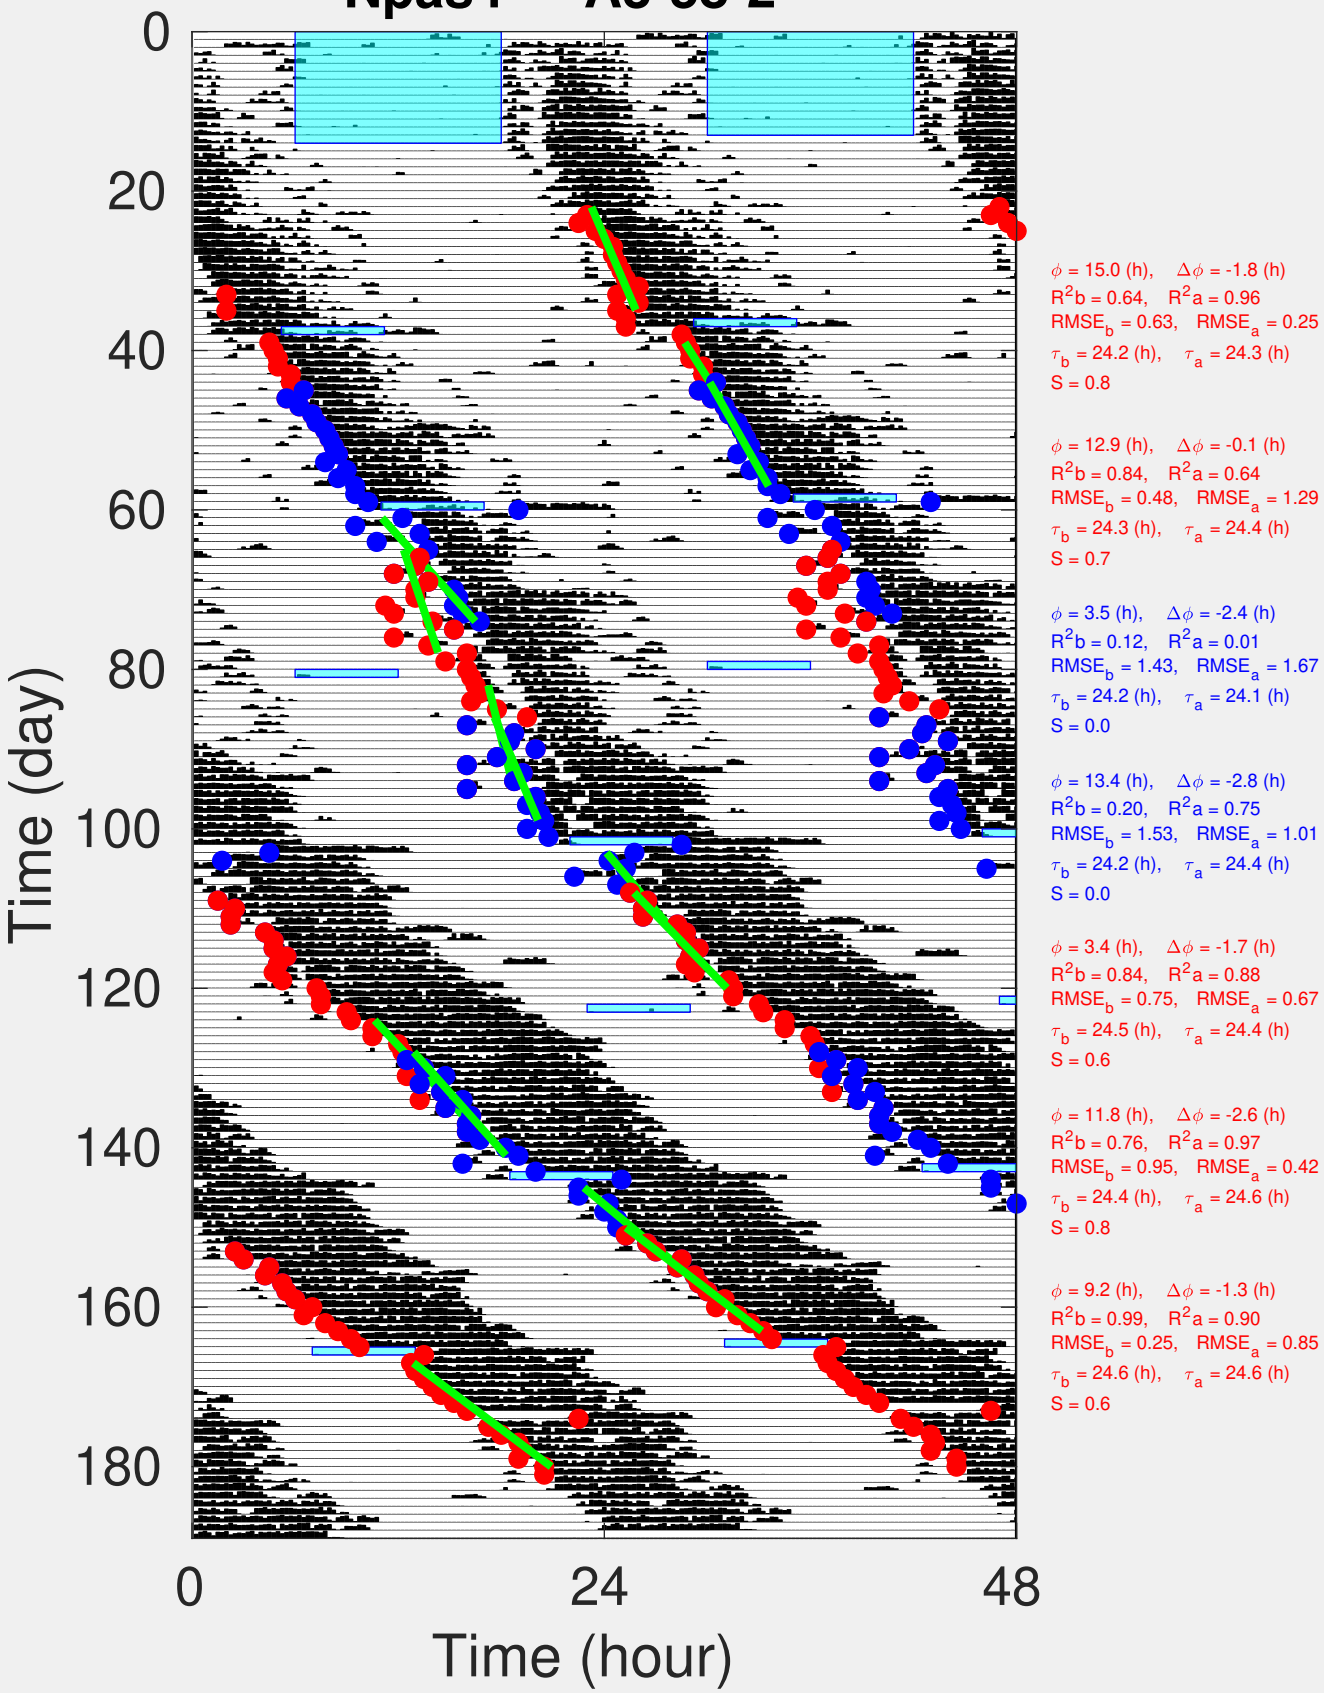 0
20
40
60
80
100
120
140
160
180
Time (day)
0 24 48
Time (hour)
ϕ = 15.0 (h), Δϕ = -1.8 (h)
R²b = 0.64, R²a = 0.96
RMSE_b = 0.63, RMSE_a = 0.25
τ_b = 24.2 (h), τ_a = 24.3 (h)
S = 0.8
ϕ = 12.9 (h), Δϕ = -0.1 (h)
R²b = 0.84, R²a = 0.64
RMSE_b = 0.48, RMSE_a = 1.29
τ_b = 24.3 (h), τ_a = 24.4 (h)
S = 0.7
ϕ = 3.5 (h), Δϕ = -2.4 (h)
R²b = 0.12, R²a = 0.01
RMSE_b = 1.43, RMSE_a = 1.67
τ_b = 24.2 (h), τ_a = 24.1 (h)
S = 0.0
ϕ = 13.4 (h), Δϕ = -2.8 (h)
R²b = 0.20, R²a = 0.75
RMSE_b = 1.53, RMSE_a = 1.01
τ_b = 24.2 (h), τ_a = 24.4 (h)
S = 0.0
ϕ = 3.4 (h), Δϕ = -1.7 (h)
R²b = 0.84, R²a = 0.88
RMSE_b = 0.75, RMSE_a = 0.67
τ_b = 24.5 (h), τ_a = 24.4 (h)
S = 0.6
ϕ = 11.8 (h), Δϕ = -2.6 (h)
R²b = 0.76, R²a = 0.97
RMSE_b = 0.95, RMSE_a = 0.42
τ_b = 24.4 (h), τ_a = 24.6 (h)
S = 0.8
ϕ = 9.2 (h), Δϕ = -1.3 (h)
R²b = 0.99, R²a = 0.90
RMSE_b = 0.25, RMSE_a = 0.85
τ_b = 24.6 (h), τ_a = 24.6 (h)
S = 0.6